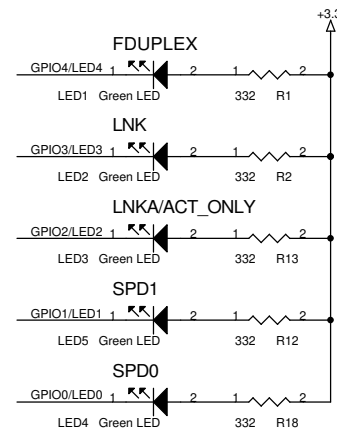 +3.3
FDUPLEX
GPIO4/LED4 1 2 1 2
LED1 Green LED 332 R1
LNK
GPIO3/LED3 1 2 1 2
LED2 Green LED 332 R2
LNKA/ACT_ONLY
GPIO2/LED2 1 2 1 2
LED3 Green LED 332 R13
SPD1
GPIO1/LED1 1 2 1 2
LED5 Green LED 332 R12
SPD0
GPIO0/LED0 1 2 1 2
LED4 Green LED 332 R18